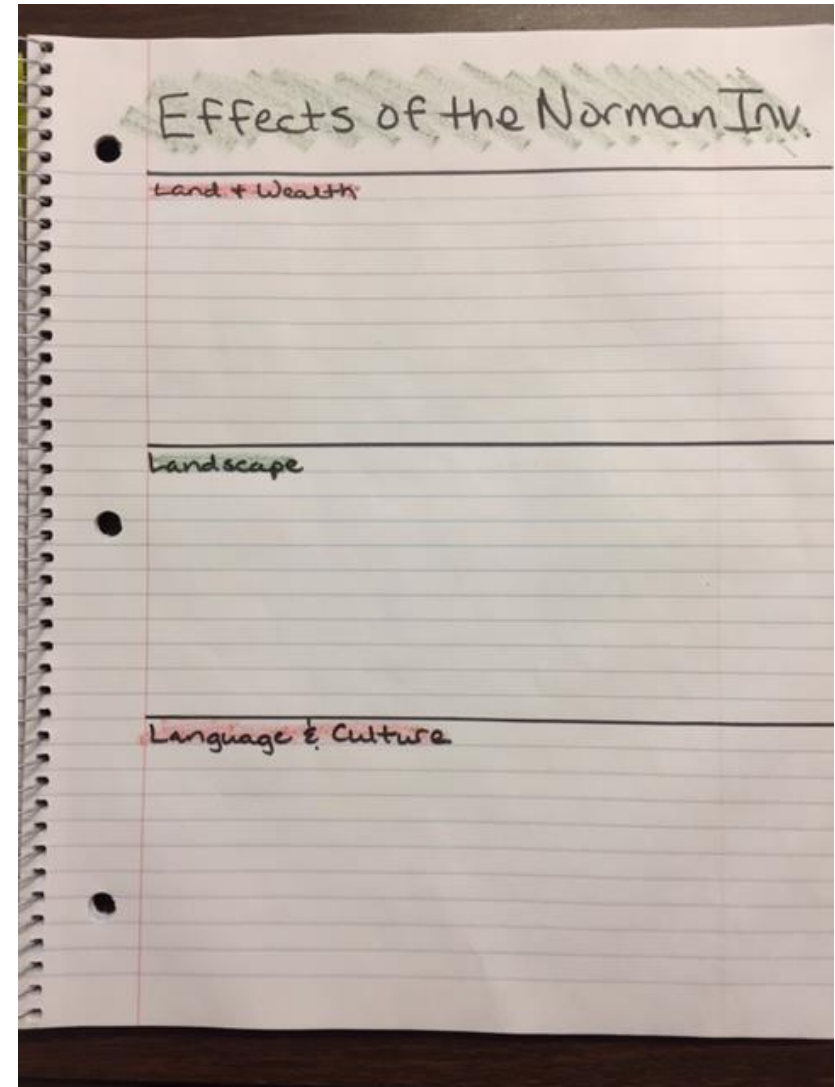 Effects of the Norman Inv.
Land + Wealth
Landscape
Language & Culture